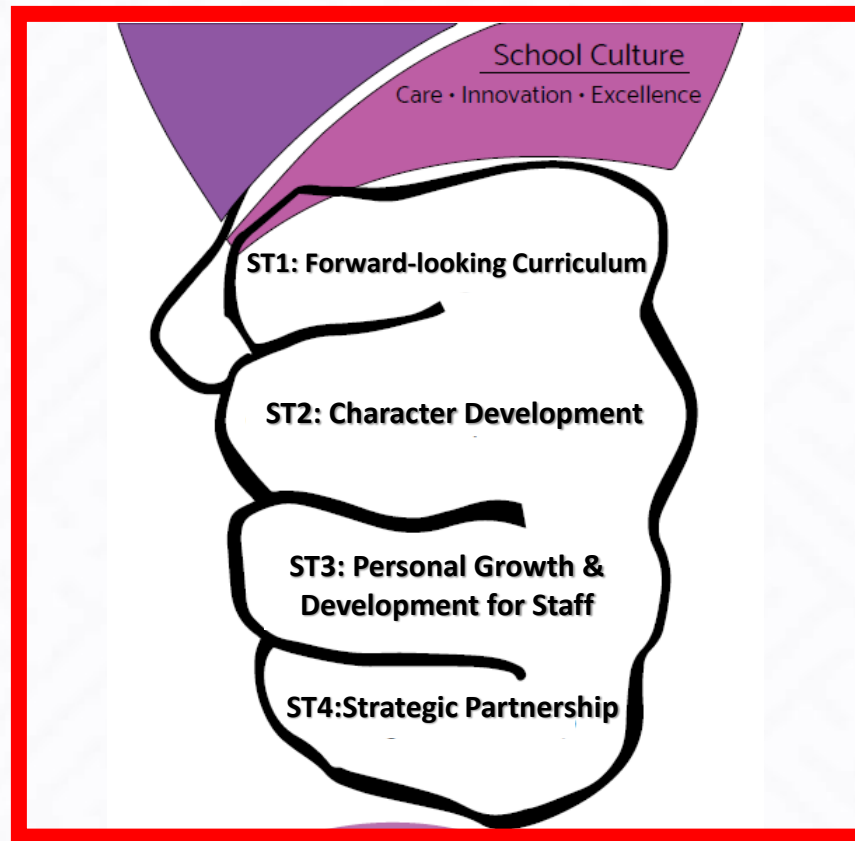 School Culture
Care • Innovation • Excellence
ST1: Forward-looking Curriculum
ST2: Character Development
ST3: Personal Growth &
Development for Staff
ST4:Strategic Partnership